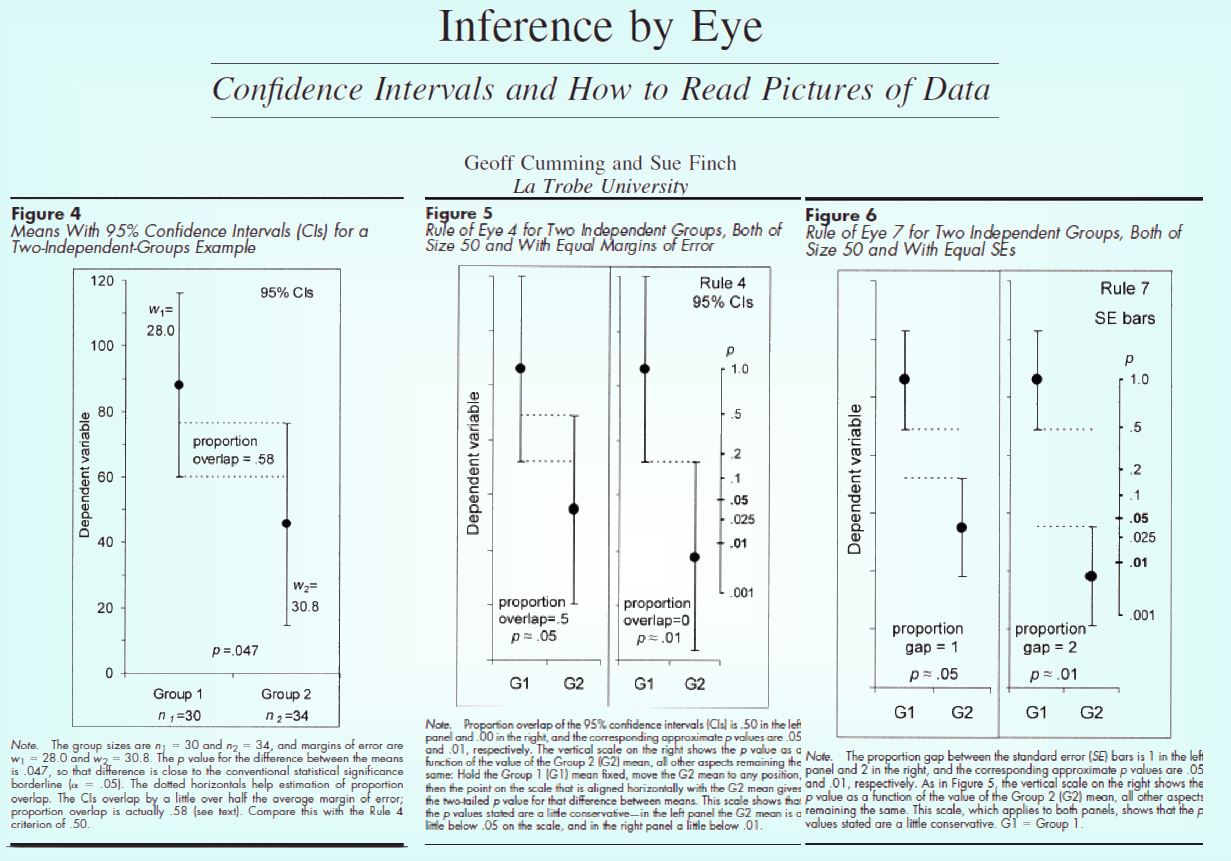 Inference by Eye
Confidence Intervals and How to Read Pictures of Data
Geoff Cumming and Sue Finch
La Trobe University
Figure 4
Means With 95% Confidence Intervals (CIs) for a
Two-Independent-Groups Example
120
100
80
60
40
20
0
Dependent variable
95% CIs
w1=
28.0
proportion
overlap = .58
w2=
30.8
p=.047
Group 1
Group 2
n 1=30
n 2=34
Note. The group sizes are n1 = 30 and n2 = 34, and margins of error are
w1 = 28.0 and w2 = 30.8. The p value for the difference between the means
is .047, so that difference is close to the conventional statistical significance
borderline (α = .05). The dotted horizontals help estimation of proportion
overlap. The CIs overlap by a little over half the average margin of error;
proportion overlap is actually .58 (see text). Compare this with the Rule 4
criterion of .50.
Figure 5
Rule of Eye 4 for Two Independent Groups, Both of
Size 50 and With Equal Margins of Error
Dependent variable
Rule 4
95% CIs
p
1.0
.5
.2
.1
.05
.025
.01
.001
proportion
overlap=.5
p ≈ .05
proportion
overlap=0
p ≈ .01
G1
G2
G1
G2
Note. Proportion overlap of the 95% confidence intervals (CIs) is .50 in the left
panel and .00 in the right, and the corresponding approximate p values are .05
and .01, respectively. The vertical scale on the right shows the p value as a
function of the value of the Group 2 (G2) mean, all other aspects remaining the
same: Hold the Group 1 (G1) mean fixed, move the G2 mean to any position,
then the point on the scale that is aligned horizontally with the G2 mean gives
the two-tailed p value for that difference between means. This scale shows that
the p values stated are a little conservative—in the left panel the G2 mean is a
little below .05 on the scale, and in the right panel a little below .01.
Figure 6
Rule of Eye 7 for Two Independent Groups, Both of
Size 50 and With Equal SEs
Dependent variable
Rule 7
SE bars
p
1.0
.5
.2
.1
.05
.025
.01
.001
proportion
gap = 1
p ≈ .05
proportion
gap = 2
p ≈ .01
G1
G2
G1
G2
Note. The proportion gap between the standard error (SE) bars is 1 in the left
panel and 2 in the right, and the corresponding approximate p values are .05
and .01, respectively. As in Figure 5, the vertical scale on the right shows the
p value as a function of the value of the Group 2 (G2) mean, all other aspects
remaining the same. This scale, which applies to both panels, shows that the p
values stated are a little conservative. G1 = Group 1.